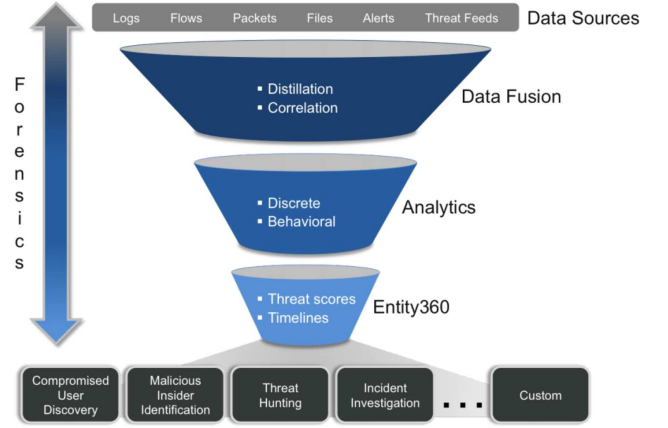 Logs Flows Packets Files Alerts Threat Feeds
Data Sources
Forensics
▪ Distillation
▪ Correlation
Data Fusion
▪ Discrete
▪ Behavioral
Analytics
▪ Threat scores
▪ Timelines
Entity360
Compromised
User
Discovery
Malicious
Insider
Identification
Threat
Hunting
Incident
Investigation
...
Custom